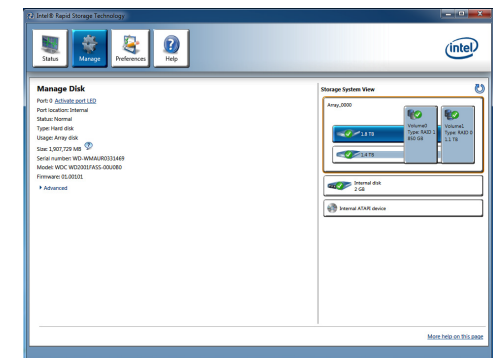 Intel® Rapid Storage Technology
Status
Manage
Preferences
Help
intel
Manage Disk
Port: 0 Activate port LED
Port location: Internal
Status: Normal
Type: Hard disk
Usage: Array disk
Size: 1,907,729 MB
Serial number: WD-WMAUR0331469
Model: WDC WD2001FASS-00U0B0
Firmware: 01.00101
Advanced
Storage System View
Array_0000
1.8 TB
1.4 TB
Volume0
Type: RAID 1
Volume1
Type: RAID 0
1.1 TB
Internal disk
2 GB
Internal ATAPI device
More help on this page